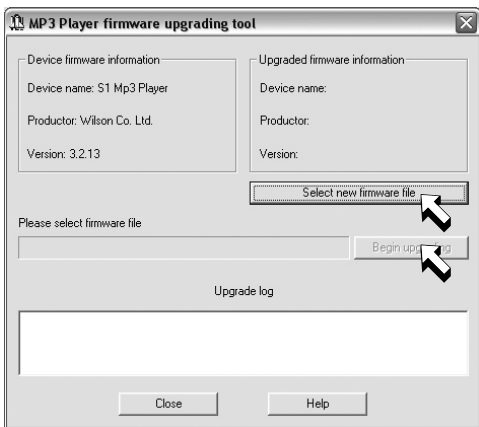 MP3 Player firmware upgrading tool
Device firmware information
Device name: S1 Mp3 Player
Productor: Wilson Co. Ltd.
Version: 3.2.13
Upgraded firmware information
Device name:
Productor:
Version:
Select new firmware file
Please select firmware file
Begin upgrading
Upgrade log
Close
Help